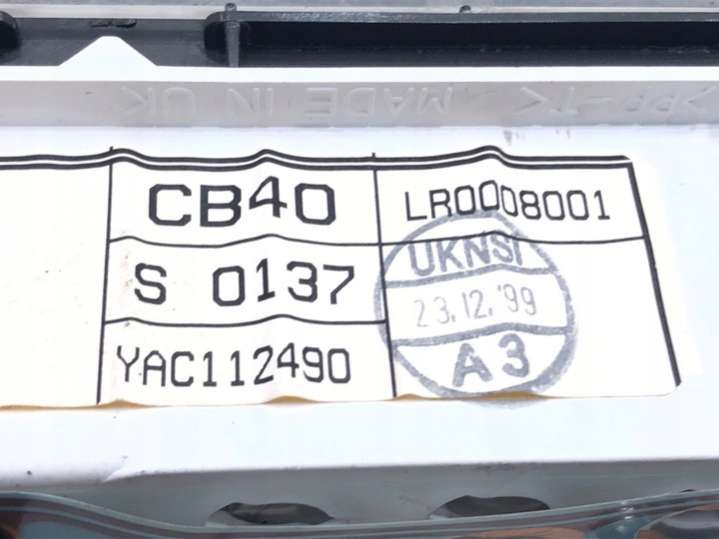 MADE IN UK
CB40
LR0008001
S 0137
YAC112490
UKNSI
23.12.'99
A3